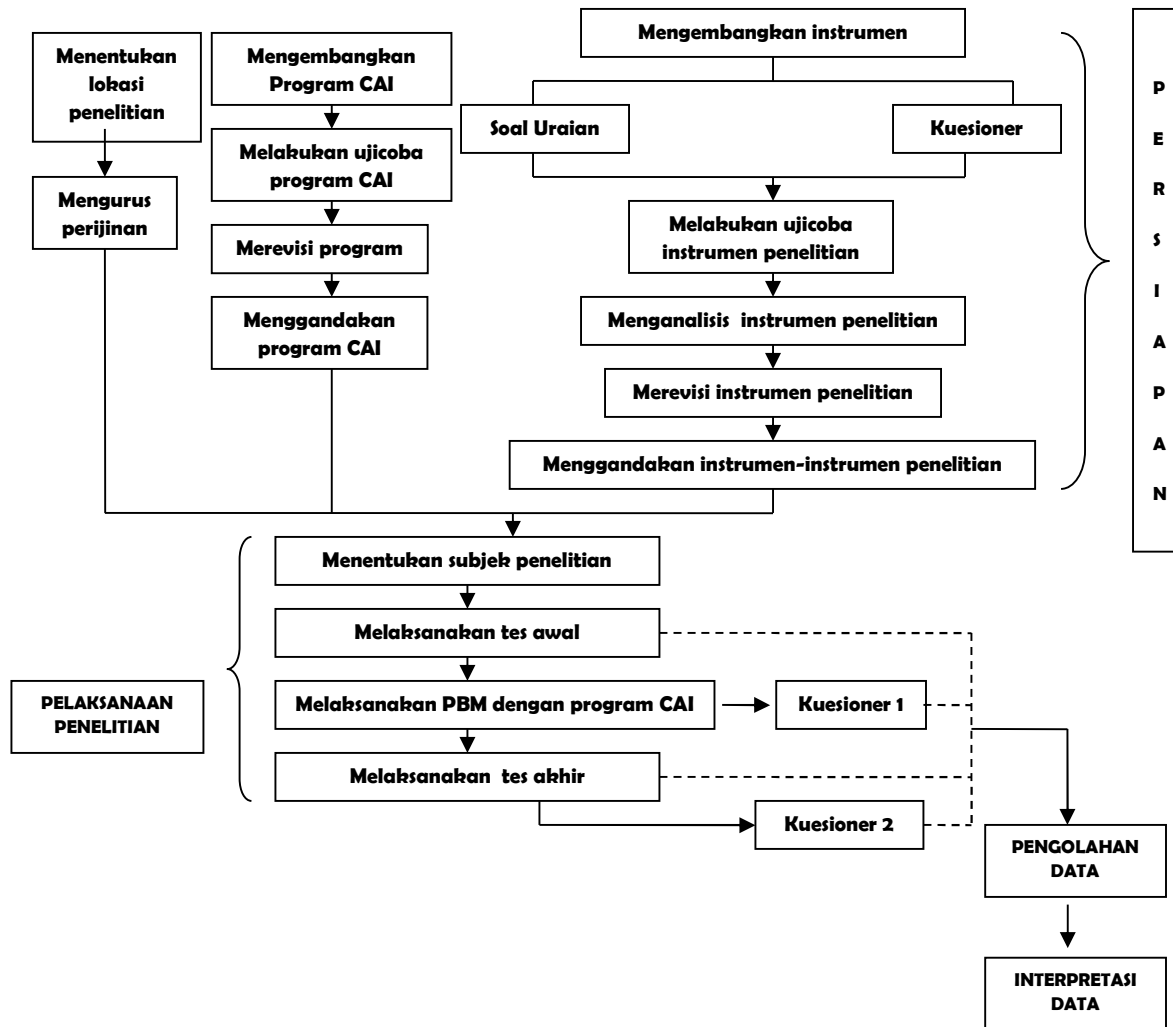 Menentukan
lokasi
penelitian
Mengurus
perijinan
Mengembangkan
Program CAI
Melakukan ujicoba
program CAI
Merevisi program
Menggandakan
program CAI
Mengembangkan instrumen
Soal Uraian
Kuesioner
Melakukan ujicoba
instrumen penelitian
Menganalisis instrumen penelitian
Merevisi instrumen penelitian
Menggandakan instrumen-instrumen penelitian
P
E
R
S
I
A
P
A
N
PELAKSANAAN
PENELITIAN
Menentukan subjek penelitian
Melaksanakan tes awal
Melaksanakan PBM dengan program CAI
Kuesioner 1
Melaksanakan tes akhir
Kuesioner 2
PENGOLAHAN
DATA
INTERPRETASI
DATA